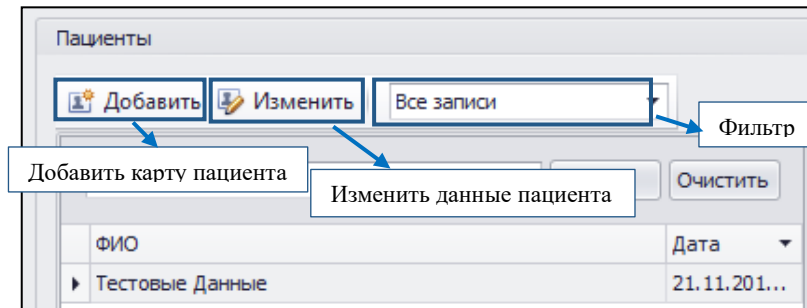 Пациенты
Добавить Изменить Все записи
Фильтр
Добавить карту пациента
Изменить данные пациента
Очистить
ФИО Дата
Тестовые Данные 21.11.201...